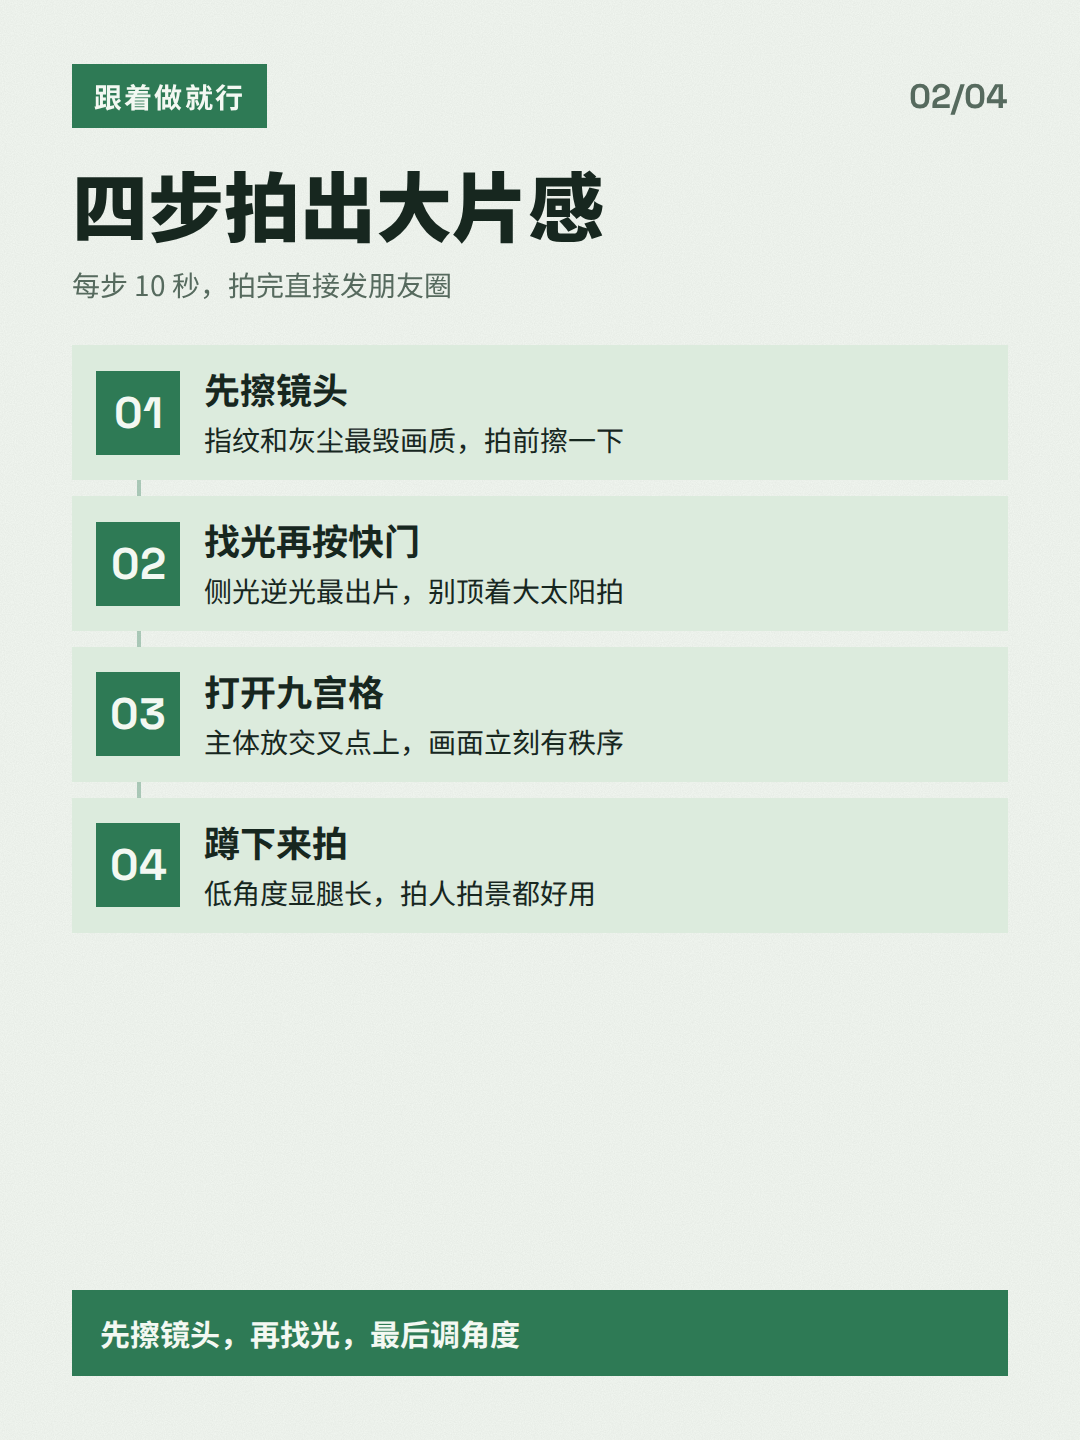 跟着做就行
02/04
四步拍出大片感
每步 10 秒，拍完直接发朋友圈
01
先擦镜头
指纹和灰尘最毁画质，拍前擦一下
02
找光再按快门
侧光逆光最出片，别顶着大太阳拍
03
打开九宫格
主体放交叉点上，画面立刻有秩序
04
蹲下来拍
低角度显腿长，拍人拍景都好用
先擦镜头，再找光，最后调角度